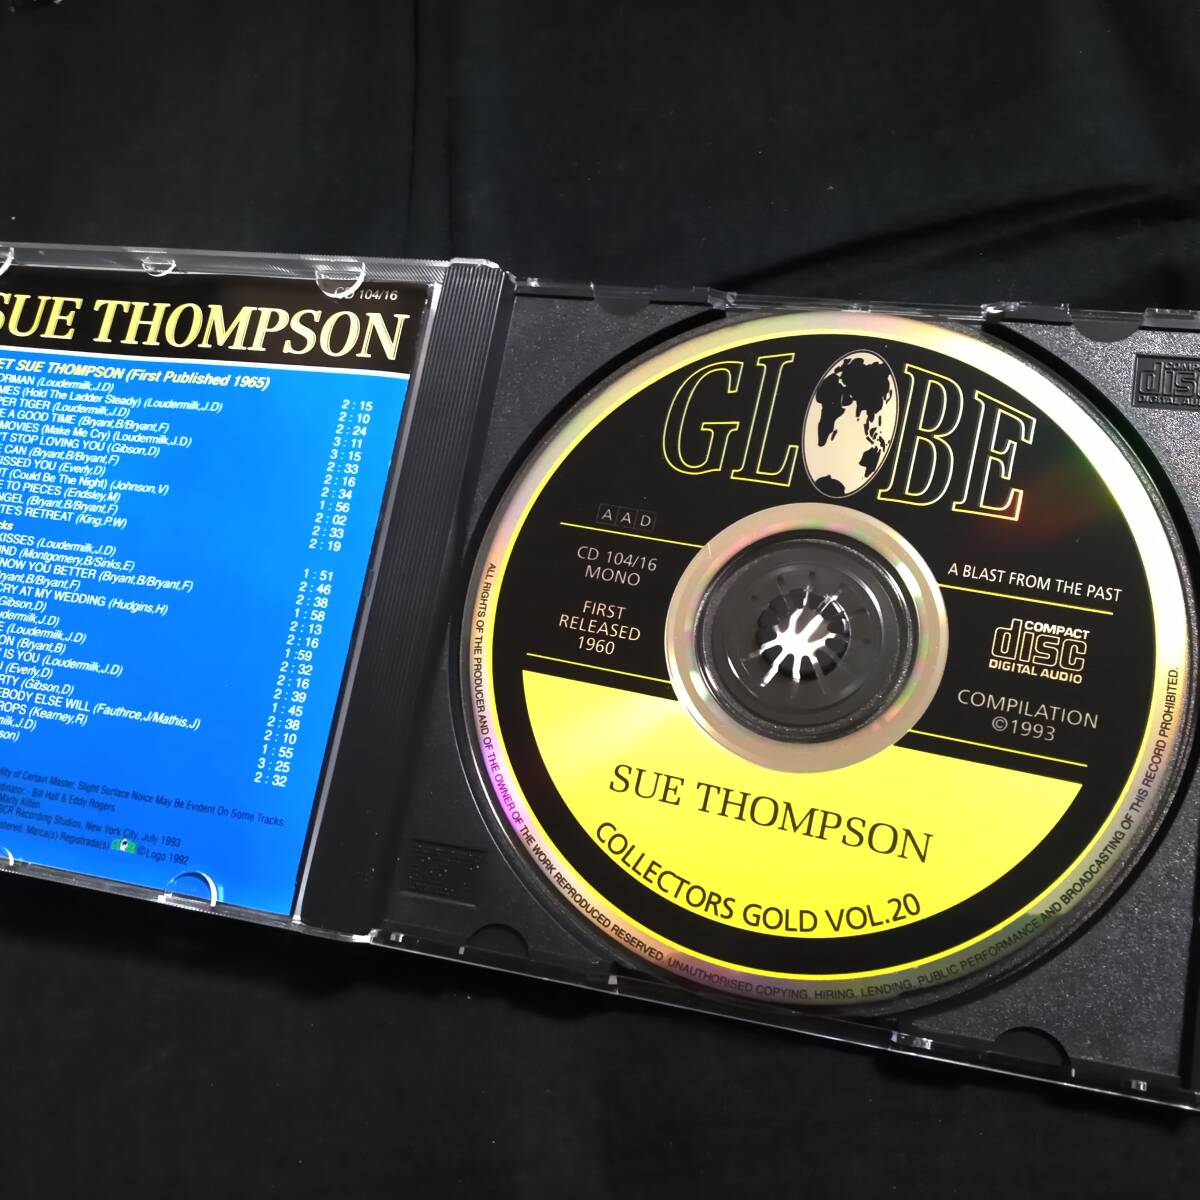 CD 104/16
SUE THOMPSON
ET SUE THOMPSON (First Published 1965)
ORMAN (Loudermilk,J.D)
MES (Hold The Ladder Steady) (Loudermilk,J.D) 2 : 15
PER TIGER (Loudermilk,J.D) 2 : 10
E A GOOD TIME (Bryant,B/Bryant,F) 2 : 24
MOVIES (Make Me Cry) (Loudermilk,J.D) 3 : 11
'T STOP LOVING YOU (Gibson,D) 3 : 15
E CAN (Bryant,B/Bryant,F) 2 : 33
ISSED YOU (Everly,D) 2 : 16
IT (Could Be The Night) (Johnson,V) 2 : 34
E TO PIECES (Endsley,M) 1 : 56
NGEL (Bryant,B/Bryant,F) 2 : 02
TE'S RETREAT (King,P.W) 2 : 33
cks 2 : 19
KISSES (Loudermilk,J.D)
IND (Montgomery,B/Sinks,E) 1 : 51
NOW YOU BETTER (Bryant,B/Bryant,F) 2 : 46
ryant,B/Bryant,F) 2 : 38
CRY AT MY WEDDING (Hudgins,H) 1 : 58
Gibson,D) 2 : 13
udermilk,J.D) 2 : 16
E (Loudermilk,J.D) 1 : 59
ON (Bryant,B) 2 : 32
Y IS YOU (Loudermilk,J.D) 2 : 16
U (Everly,D) 2 : 39
RTY (Gibson,D) 1 : 45
EBODY ELSE WILL (Fauthrce,J/Mathis,J) 2 : 38
ROPS (Kearney,R) 2 : 10
milk,J.D) 1 : 55
son) 3 : 25
2 : 32
lity of Certain Master, Slight Surface Noice May Be Evident On Some Tracks.
dinator - Bill Hall & Eddy Rogers
Marty Killen
BCR Recording Studios, New York City, July 1993
stered. Marca(s) Registrada(s) ©Logo 1992
GLOBE
AAD
CD 104/16
MONO
FIRST
RELEASED
1960
A BLAST FROM THE PAST
COMPACT
disc
DIGITAL AUDIO
COMPILATION
©1993
SUE THOMPSON
COLLECTORS GOLD VOL.20
ALL RIGHTS OF THE PRODUCER AND OF THE OWNER OF THE WORK REPRODUCED RESERVED. UNAUTHORISED COPYING, HIRING, LENDING, PUBLIC PERFORMANCE AND BROADCASTING OF THIS RECORD PROHIBITED.